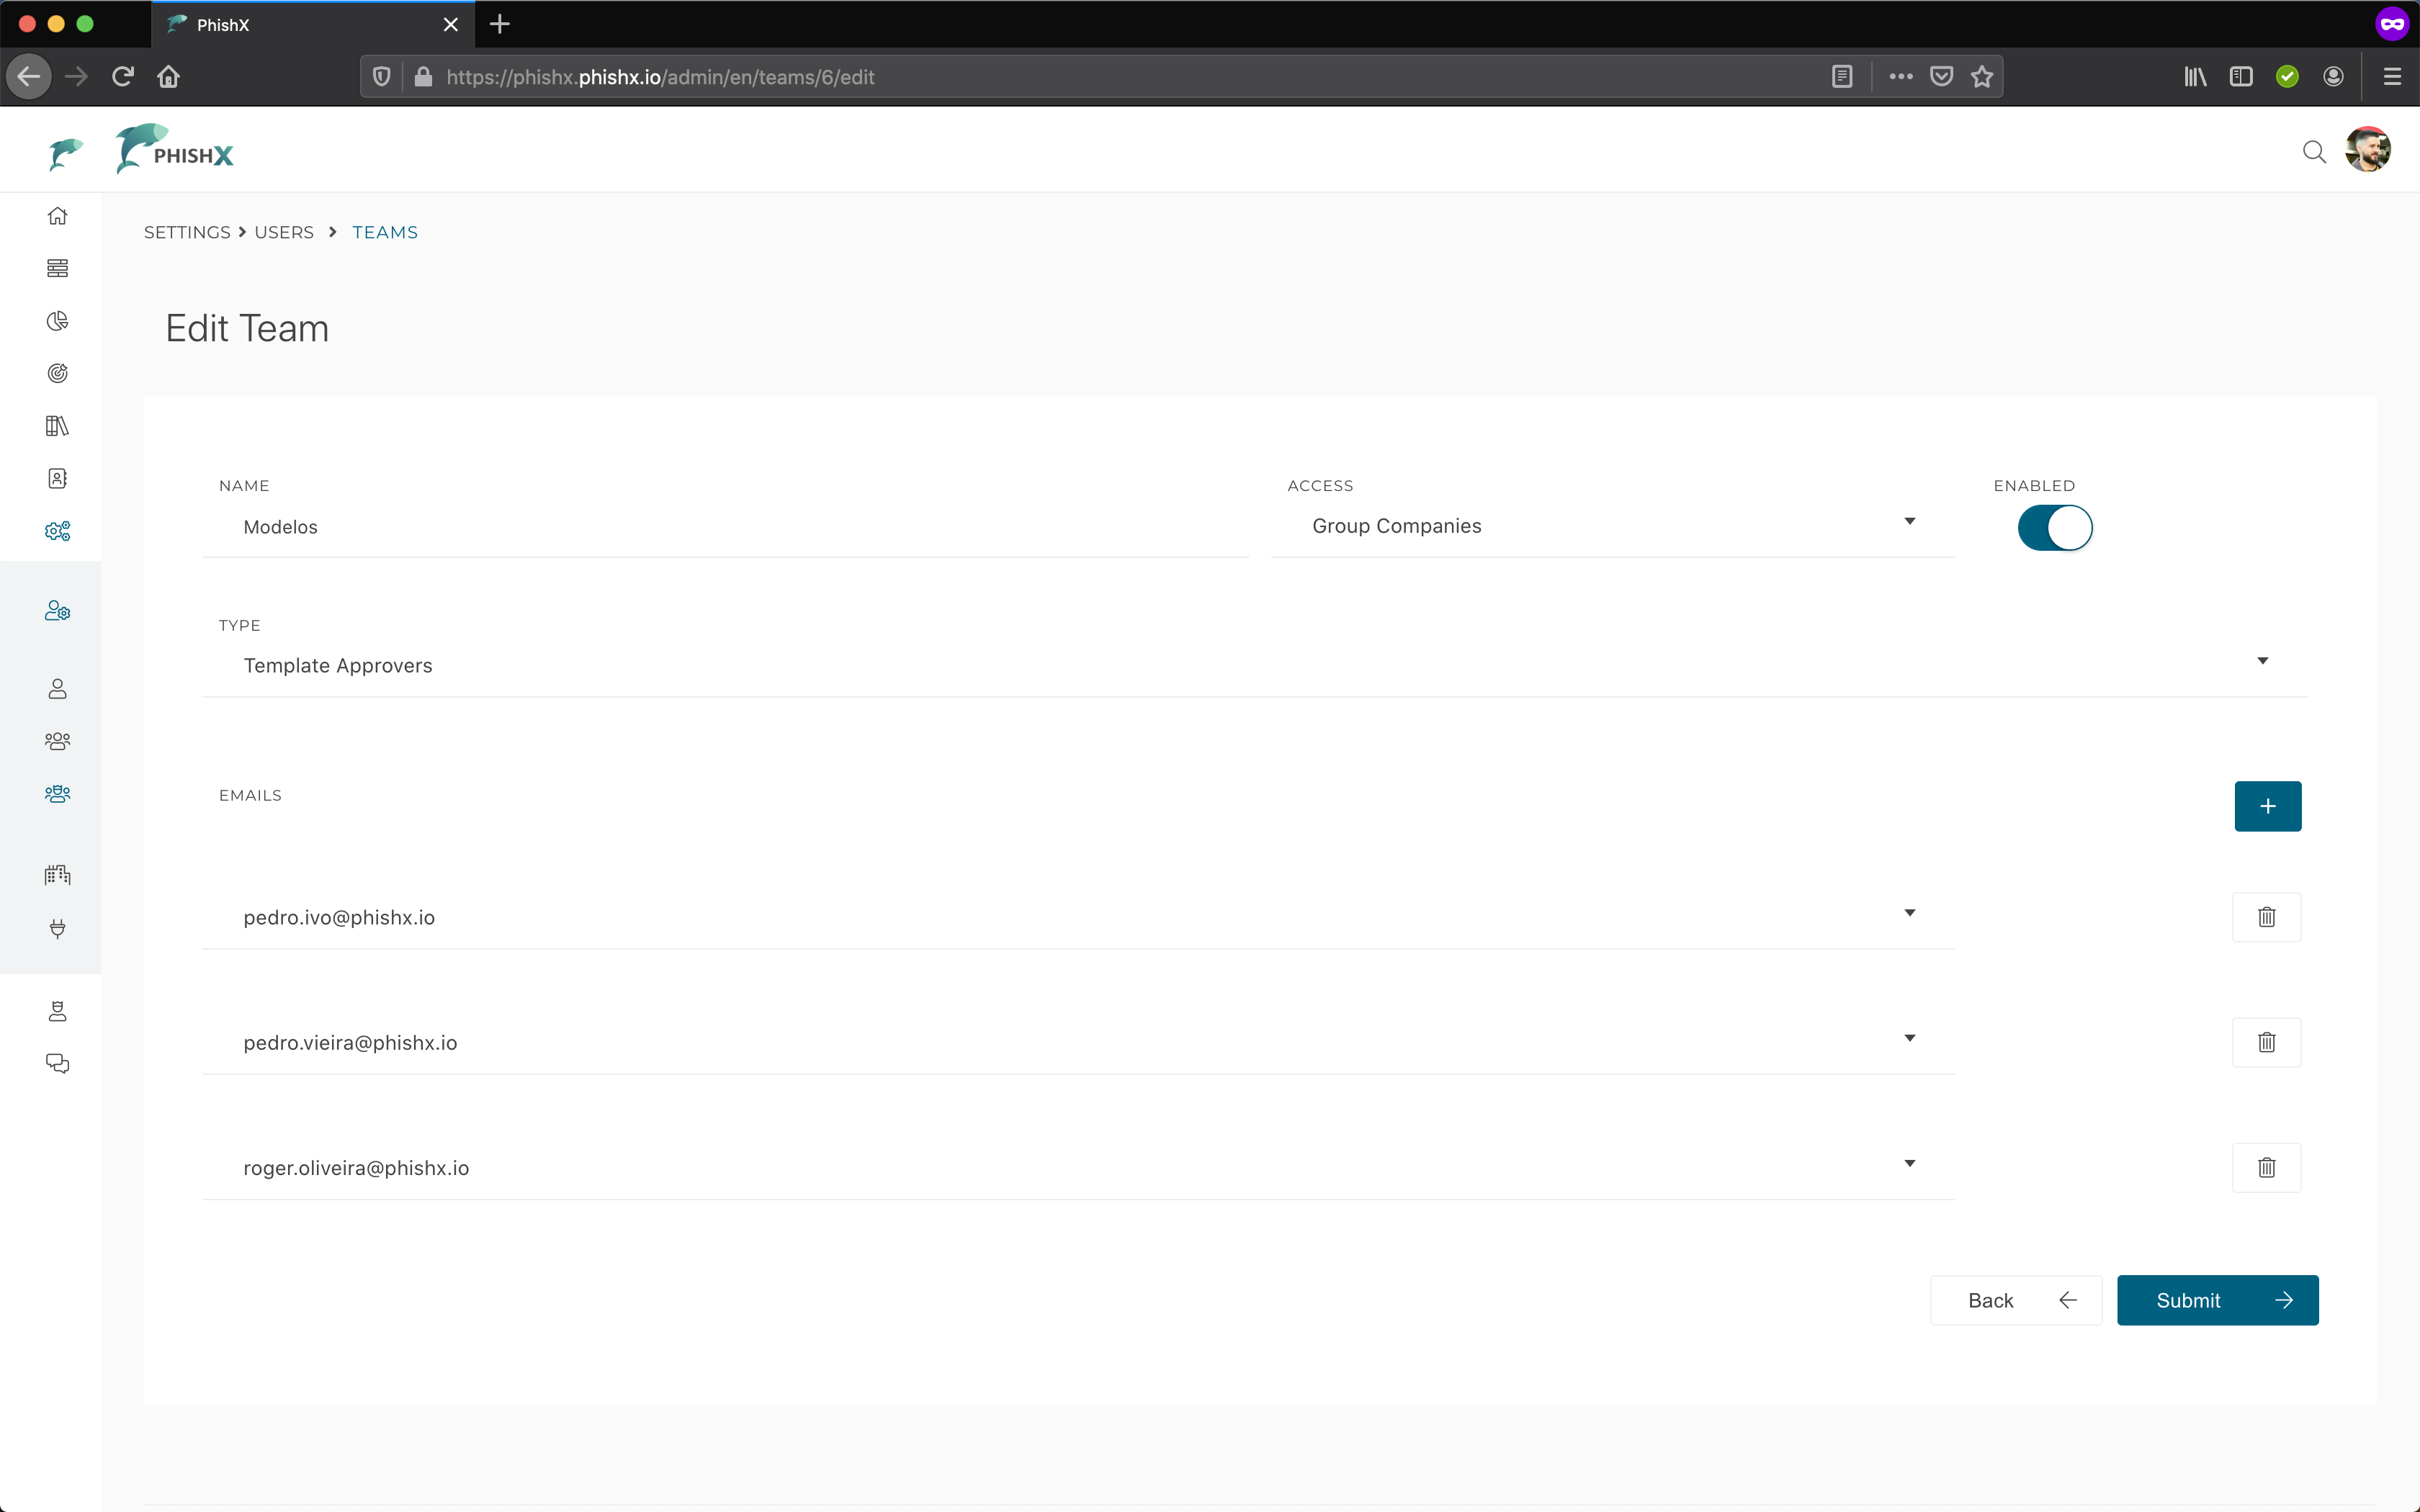 PhishX
https://phishx.phishx.io/admin/en/teams/6/edit
PHISHX
SETTINGS > USERS > TEAMS
Edit Team
NAME
ACCESS
ENABLED
Modelos
Group Companies
TYPE
Template Approvers
EMAILS
pedro.ivo@phishx.io
pedro.vieira@phishx.io
roger.oliveira@phishx.io
Back
Submit